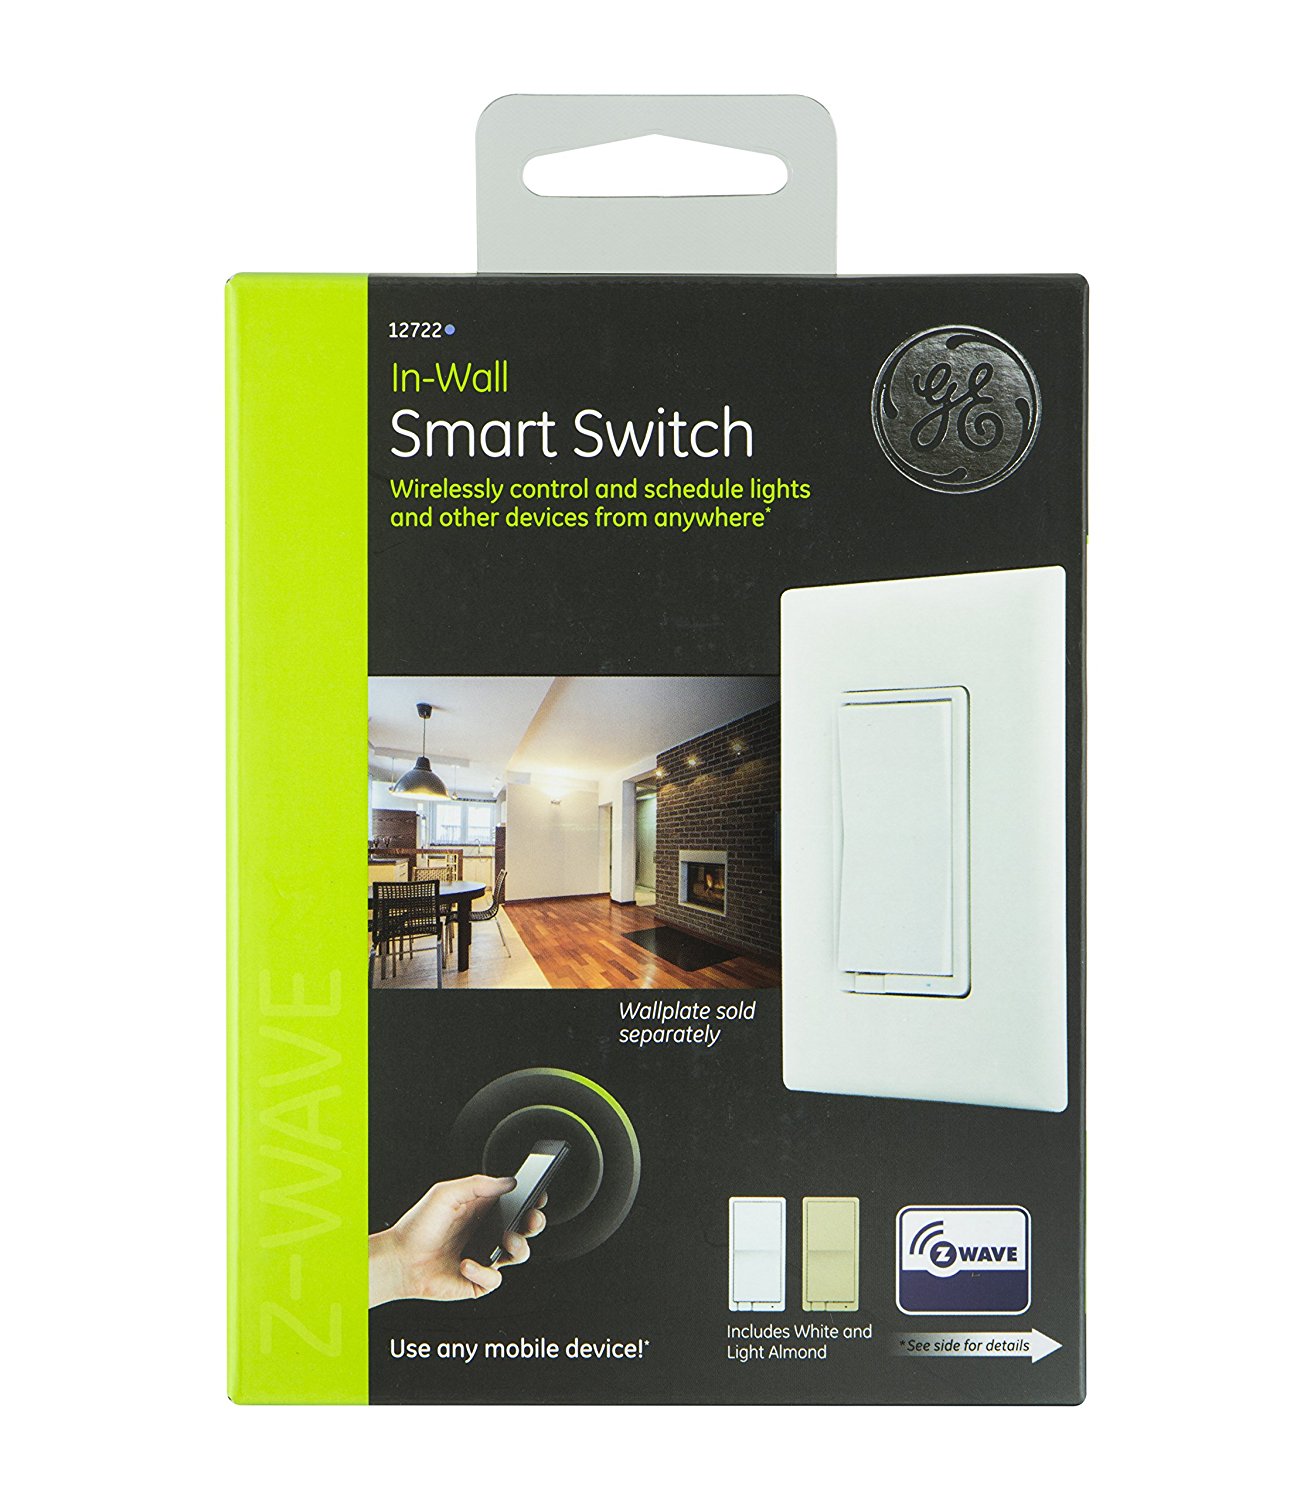 12722
In-Wall
Smart Switch
Wirelessly control and schedule lights
and other devices from anywhere*
GE
Wallplate sold
separately
Z-WAVE
Use any mobile device!*
Includes White and
Light Almond
Z WAVE
*See side for details